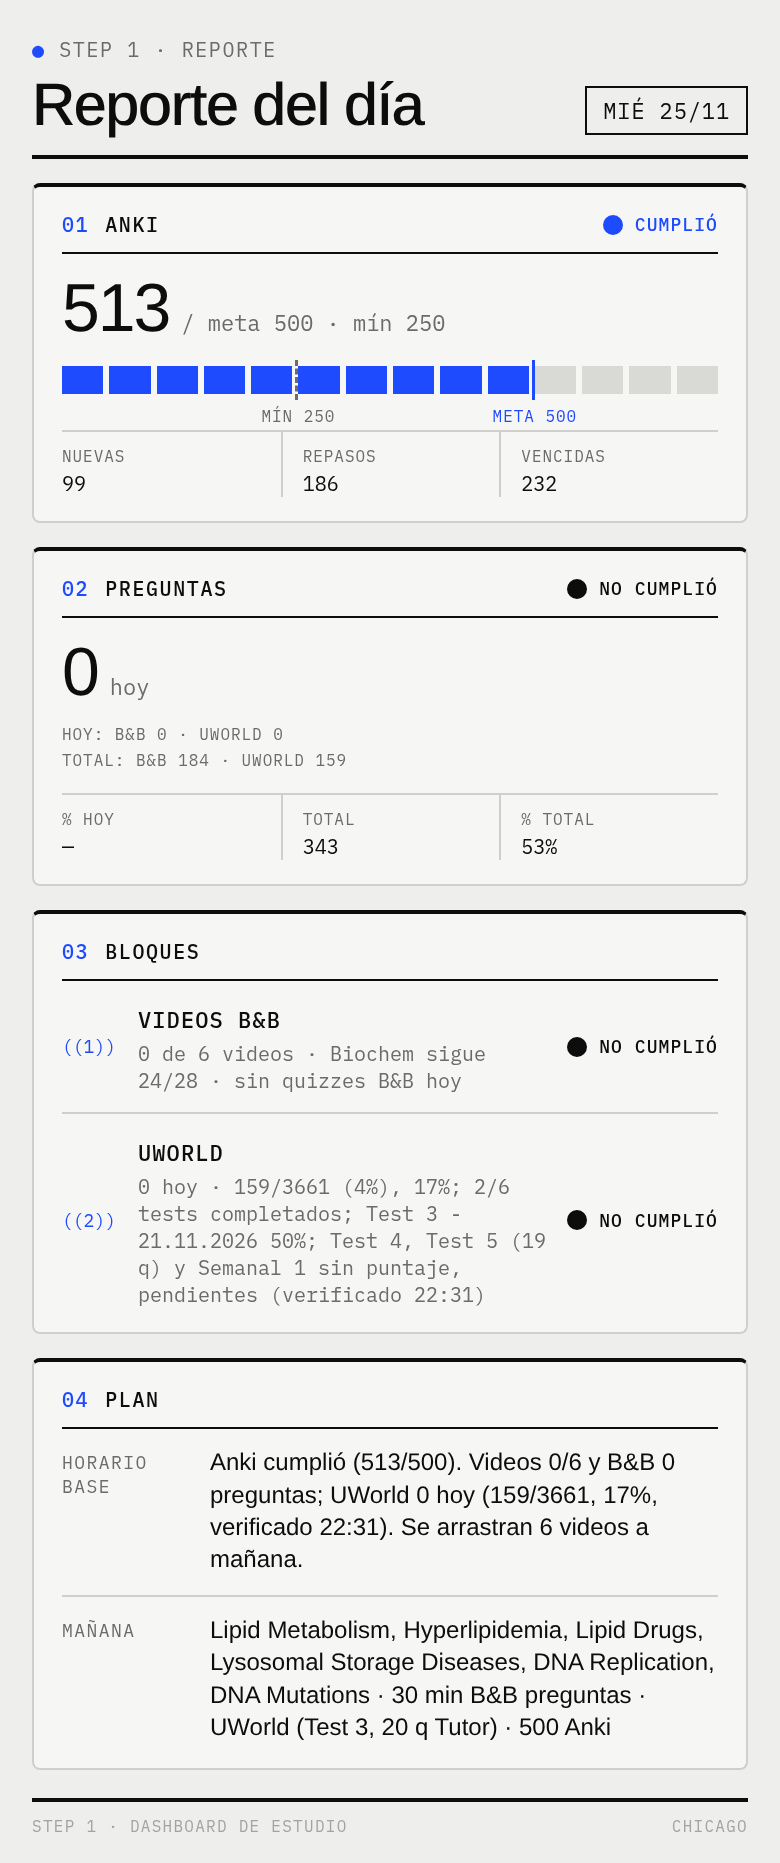 STEP 1 · REPORTE
Reporte del día
MIÉ 25/11
01 ANKI
CUMPLIÓ
513 / meta 500 · mín 250
MÍN 250
META 500
NUEVAS
99
REPASOS
186
VENCIDAS
232
02 PREGUNTAS
NO CUMPLIÓ
0 hoy
HOY: B&B 0 · UWORLD 0
TOTAL: B&B 184 · UWORLD 159
% HOY
—
TOTAL
343
% TOTAL
53%
03 BLOQUES
((1))
VIDEOS B&B
0 de 6 videos · Biochem sigue
24/28 · sin quizzes B&B hoy
NO CUMPLIÓ
((2))
UWORLD
0 hoy · 159/3661 (4%), 17%; 2/6
tests completados; Test 3 -
21.11.2026 50%; Test 4, Test 5 (19
q) y Semanal 1 sin puntaje,
pendientes (verificado 22:31)
NO CUMPLIÓ
04 PLAN
HORARIO
BASE
Anki cumplió (513/500). Videos 0/6 y B&B 0
preguntas; UWorld 0 hoy (159/3661, 17%,
verificado 22:31). Se arrastran 6 videos a
mañana.
MAÑANA
Lipid Metabolism, Hyperlipidemia, Lipid Drugs,
Lysosomal Storage Diseases, DNA Replication,
DNA Mutations · 30 min B&B preguntas ·
UWorld (Test 3, 20 q Tutor) · 500 Anki
STEP 1 · DASHBOARD DE ESTUDIO
CHICAGO